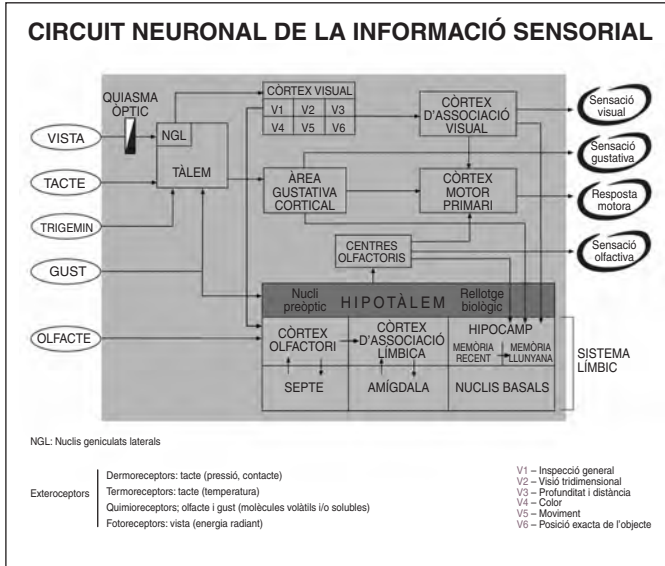 CIRCUIT NEURONAL DE LA INFORMACIÓ SENSORIAL
QUIASMA
ÒPTIC
CÒRTEX VISUAL
V1 V2 V3
V4 V5 V6
CÒRTEX
D'ASSOCIACIÓ
VISUAL
Sensació
visual
VISTA
NGL
TÀLEM
Sensació
gustativa
TACTE
ÀREA
GUSTATIVA
CORTICAL
CÒRTEX
MOTOR
PRIMARI
Resposta
motora
TRIGEMIN
CENTRES
OLFACTORIS
Sensació
olfactiva
GUST
Nucli
preòptic
HIPOTÀLEM
Rellotge
biològic
OLFACTE
CÒRTEX
OLFACTORI
CÒRTEX
D'ASSOCIACIÓ
LÍMBICA
HIPOCAMP
MEMÒRIA
RECENT
MEMÒRIA
LLUNYANA
SISTEMA
LÍMBIC
SEPTE
AMÍGDALA
NUCLIS BASALS
NGL: Nuclis geniculats laterals
Exteroceptors
Dermoreceptors: tacte (pressió, contacte)
Termoreceptors: tacte (temperatura)
Quimioreceptors; olfacte i gust (molècules volàtils i/o solubles)
Fotoreceptors: vista (energia radiant)
V1 – Inspecció general
V2 – Visió tridimensional
V3 – Profunditat i distància
V4 – Color
V5 – Moviment
V6 – Posició exacta de l'objecte